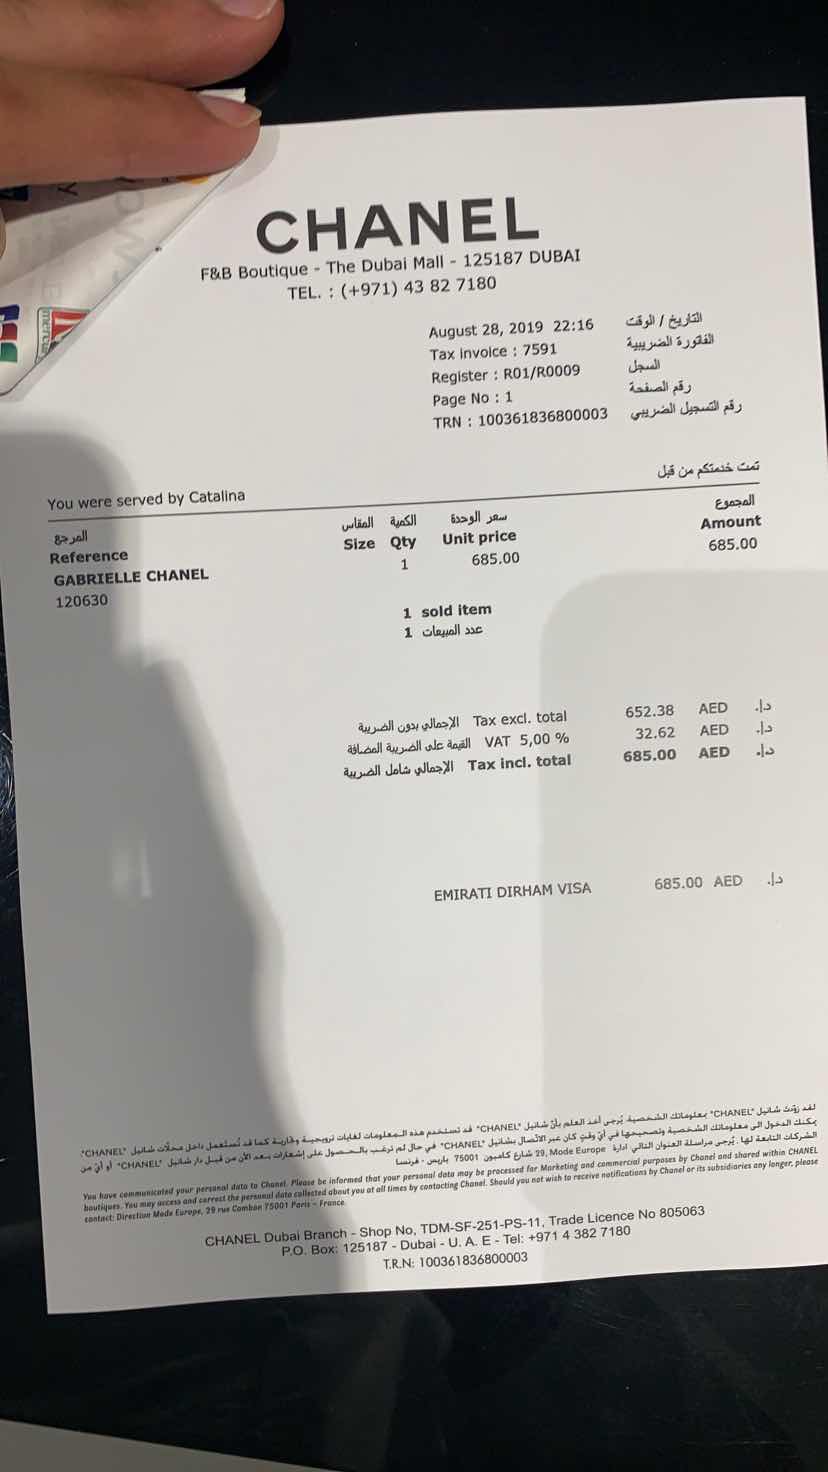 CHANEL
F&B Boutique - The Dubai Mall - 125187 DUBAI
TEL. : (+971) 43 82 7180
August 28, 2019 22:16 التاريخ / الوقت
Tax invoice : 7591 الفاتورة الضريبية
Register : R01/R0009 السجل
Page No : 1 رقم الصفحة
TRN : 100361836800003 رقم التسجيل الضريبي
You were served by Catalina تمت خدمتكم من قبل
المرجع المقاس الكمية سعر الوحدة المجموع
Reference Size Qty Unit price Amount
GABRIELLE CHANEL 1 685.00 685.00
120630
1 sold item
1 عدد المبيعات
الإجمالي بدون الضريبة Tax excl. total 652.38 AED د.إ.
القيمة على الضريبة المضافة VAT 5,00 % 32.62 AED د.إ.
الإجمالي شامل الضريبة Tax incl. total 685.00 AED د.إ.
EMIRATI DIRHAM VISA 685.00 AED د.إ.
لقد زوّدت شانيل "CHANEL" بمعلوماتك الشخصية. يُرجى أخذ العلم بأنّ شانيل "CHANEL" قد تستخدم هذه المعلومات لغايات ترويجية وتجارية كما قد تُستعمل داخل محلّات شانيل "CHANEL".
يمكنك الدخول الى معلوماتك الشخصية وتصحيحها في أيّ وقتٍ كان عبر الاتصال بشانيل "CHANEL" في حال لم ترغب بالحصول على إشعارات بعد الآن من قبل دار شانيل "CHANEL" أو أيّ من
الشركات التابعة لها. يُرجى مراسلة العنوان التالي ادارة Mode Europe ,29 شارع كامبون 75001 باريس - فرنسا
You have communicated your personal data to Chanel. Please be informed that your personal data may be processed for Marketing and commercial purposes by Chanel and shared within CHANEL
boutiques. You may access and correct the personal data collected about you at all times by contacting Chanel. Should you not wish to receive notifications by Chanel or its subsidiaries any longer, please
contact: Direction Mode Europe, 29 rue Cambon 75001 Paris – France.
CHANEL Dubai Branch - Shop No, TDM-SF-251-PS-11, Trade Licence No 805063
P.O. Box: 125187 - Dubai - U. A. E - Tel: +971 4 382 7180
T.R.N: 100361836800003